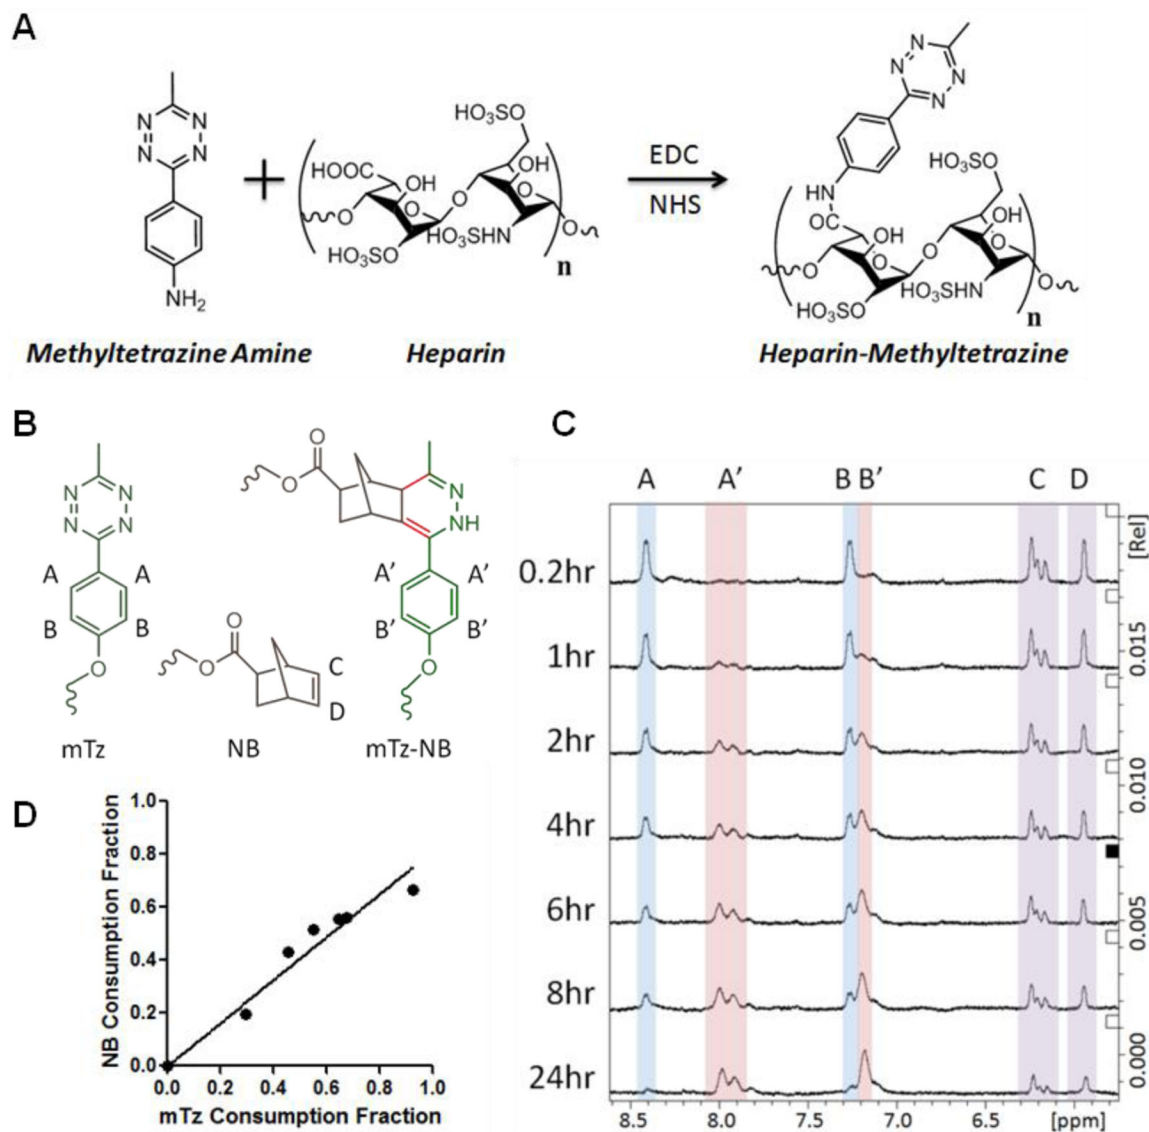 A
N
N
N
N
NH₂
Methyltetrazine Amine
+
HO₃SO
HOOC
OH
OH
O
O
O
O
O
HO₃SO
HO₃SHN
n
Heparin
EDC
NHS
N
N
N
N
HN
OC
HO₃SO
OH
OH
O
O
O
O
O
HO₃SO
HO₃SHN
n
Heparin-Methyltetrazine
B
N N
N N
A A
B B
O
mTz
O
O
C
D
NB
O
O
N
NH
A' A'
B' B'
O
mTz-NB
C
A A' B B' C D
0.2hr
1hr
2hr
4hr
6hr
8hr
24hr
[Rel]
0.015
0.010
0.005
0.000
8.5 8.0 7.5 7.0 6.5 [ppm]
D
NB Consumption Fraction
1.0
0.8
0.6
0.4
0.2
0.0
0.0 0.2 0.4 0.6 0.8 1.0
mTz Consumption Fraction